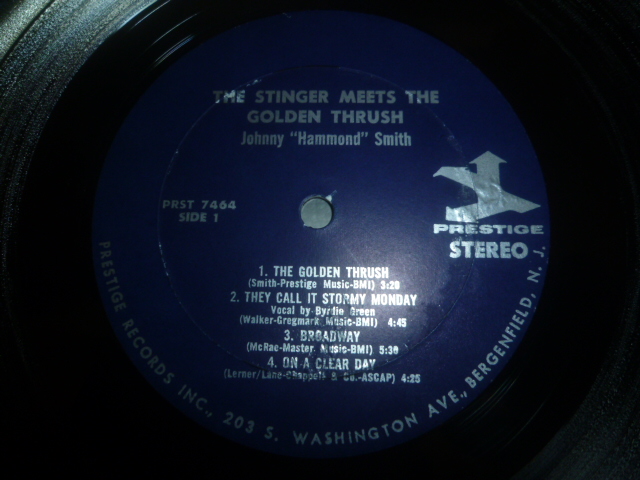 THE STINGER MEETS THE
GOLDEN THRUSH
Johnny "Hammond" Smith
PRST 7464
SIDE 1
PRESTIGE
STEREO
1. THE GOLDEN THRUSH
(Smith-Prestige Music-BMI) 3:20
2. THEY CALL IT STORMY MONDAY
Vocal by Byrdie Green
(Walker-Gregmark Music-BMI) 4:45
3. BROADWAY
(McRae-Master Music-BMI) 5:30
4. ON A CLEAR DAY
(Lerner/Lane-Chappell & Co.-ASCAP) 4:25
PRESTIGE RECORDS INC., 203 S. WASHINGTON AVE., BERGENFIELD, N. J.